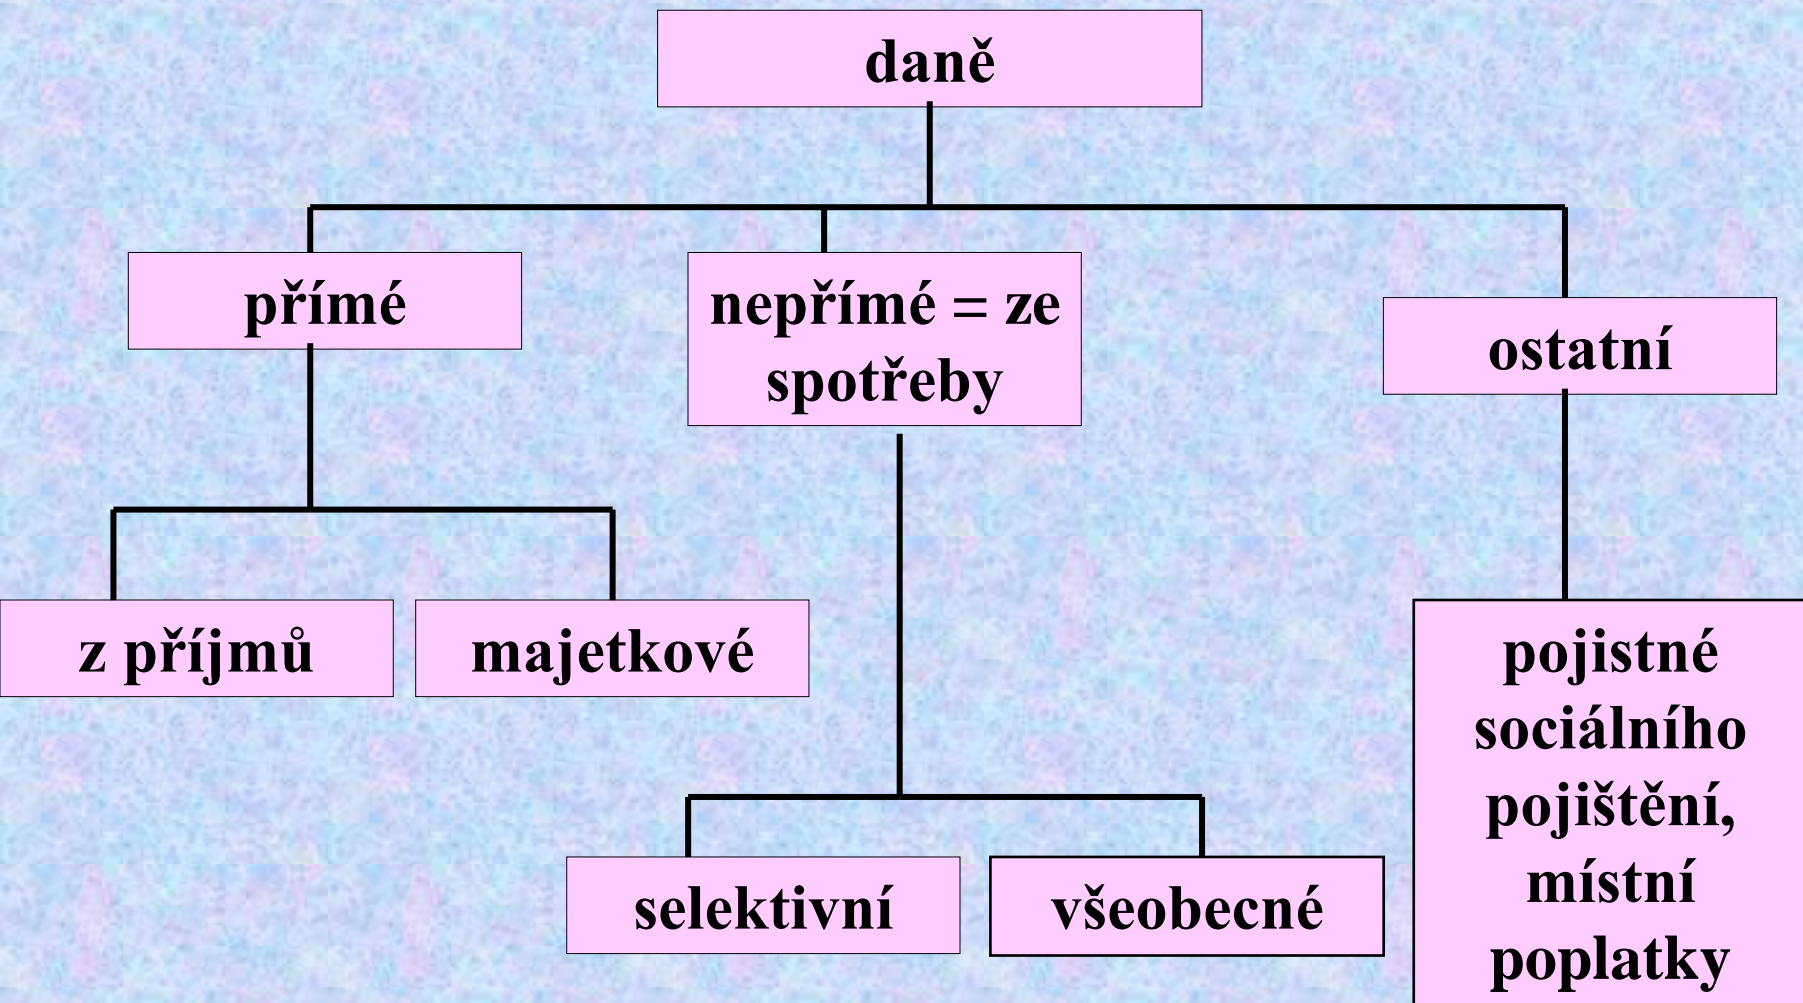 daně
přímé
nepřímé = ze
spotřeby
ostatní
z příjmů
majetkové
pojistné
sociálního
pojištění,
místní
poplatky
selektivní
všeobecné